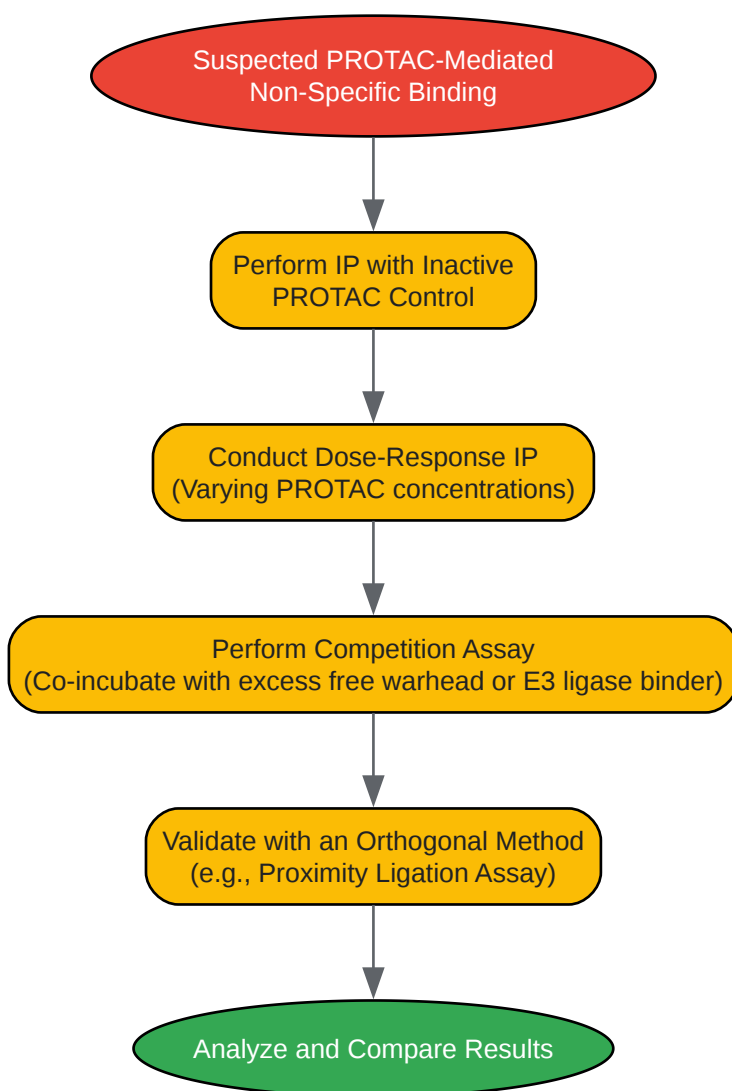 Suspected PROTAC-Mediated
Non-Specific Binding
Perform IP with Inactive
PROTAC Control
Conduct Dose-Response IP
(Varying PROTAC concentrations)
Perform Competition Assay
(Co-incubate with excess free warhead or E3 ligase binder)
Validate with an Orthogonal Method
(e.g., Proximity Ligation Assay)
Analyze and Compare Results